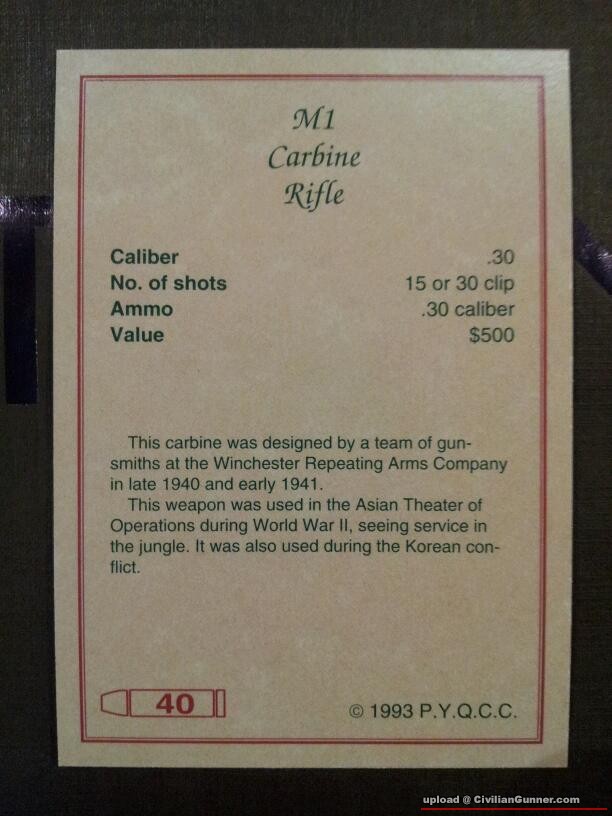 M1
Carbine
Rifle
Caliber .30
No. of shots 15 or 30 clip
Ammo .30 caliber
Value $500
This carbine was designed by a team of gun-
smiths at the Winchester Repeating Arms Company
in late 1940 and early 1941.
This weapon was used in the Asian Theater of
Operations during World War II, seeing service in
the jungle. It was also used during the Korean con-
flict.
40
© 1993 P.Y.Q.C.C.
upload @ CivilianGunner.com